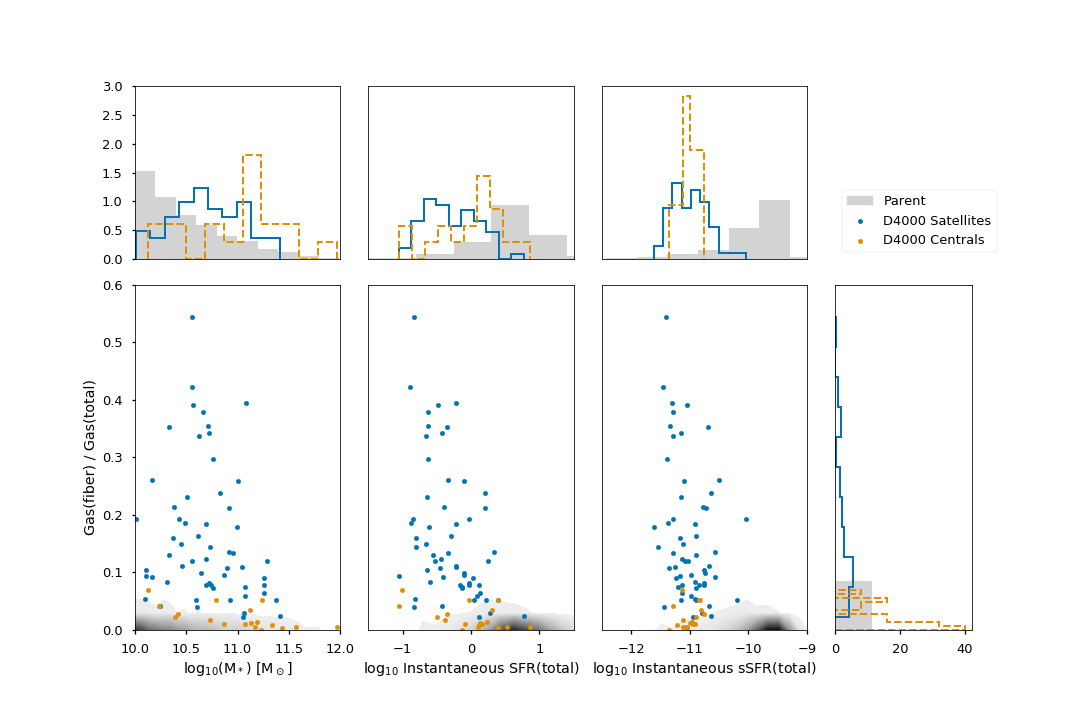 3.0
2.5
2.0
1.5
1.0
0.5
0.0
Parent
D4000 Satellites
D4000 Centrals
0.6
0.5
0.4
0.3
0.2
0.1
0.0
Gas(fiber) / Gas(total)
10.0 10.5 11.0 11.5 12.0
log₁₀(M*) [M⊙]
−1 0 1
log₁₀ Instantaneous SFR(total)
−12 −11 −10 −9
log₁₀ Instantaneous sSFR(total)
0 20 40